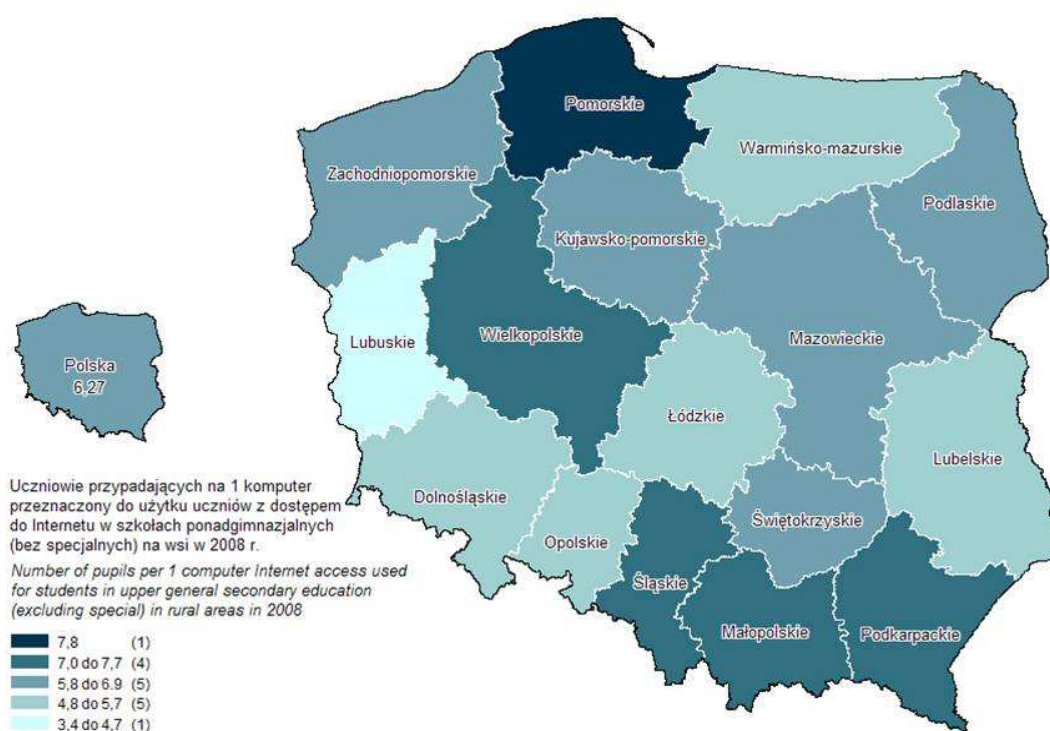 Pomorskie
Warmińsko-mazurskie
Zachodniopomorskie
Podlaskie
Kujawsko-pomorskie
Mazowieckie
Wielkopolskie
Lubuskie
Polska
6,27
Łódzkie
Lubelskie
Dolnośląskie
Świętokrzyskie
Opolskie
Śląskie
Małopolskie
Podkarpackie
Uczniowie przypadających na 1 komputer
przeznaczony do użytku uczniów z dostępem
do Internetu w szkołach ponadgimnazjalnych
(bez specjalnych) na wsi w 2008 r.
Number of pupils per 1 computer Internet access used
for students in upper general secondary education
(excluding special) in rural areas in 2008
7,8 (1)
7,0 do 7,7 (4)
5,8 do 6.9 (5)
4,8 do 5,7 (5)
3,4 do 4,7 (1)